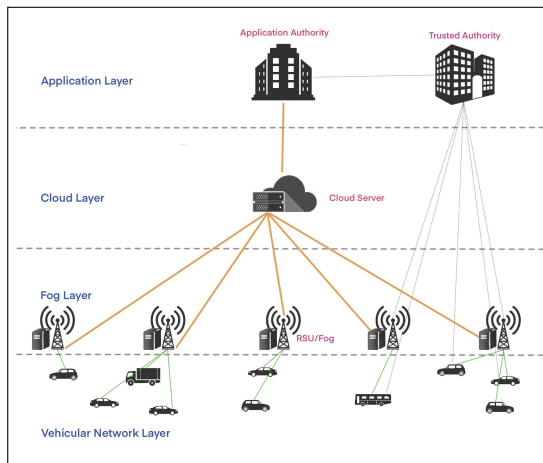 Application Authority
Trusted Authority
Application Layer
Cloud Layer
Cloud Server
Fog Layer
RSU/Fog
Vehicular Network Layer